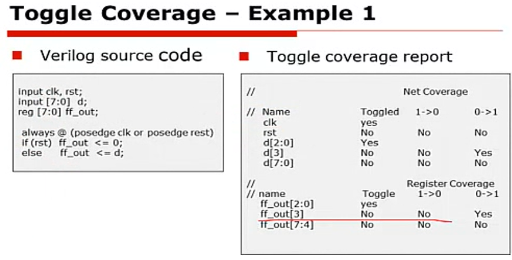 Toggle Coverage – Example 1
Verilog source code
input clk, rst;
input [7:0] d;
reg [7:0] ff_out;
always @ (posedge clk or posedge rest)
if (rst) ff_out <= 0;
else ff_out <= d;
Toggle coverage report
// Net Coverage
// Name Toggled 1->0 0->1
clk yes
rst No No No
d[2:0] Yes
d[3] No No Yes
d[7:0] No No No
// Register Coverage
// name Toggle 1->0 0->1
ff_out[2:0] yes
ff_out[3] No No Yes
ff_out[7:4] No No No